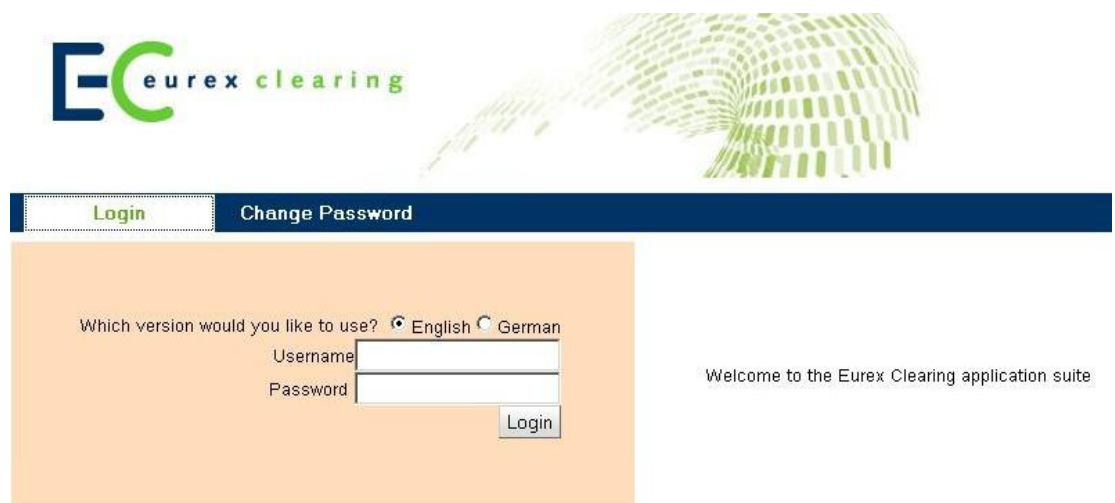 EC eurex clearing
Login Change Password
Which version would you like to use? English German
Username
Password
Login
Welcome to the Eurex Clearing application suite